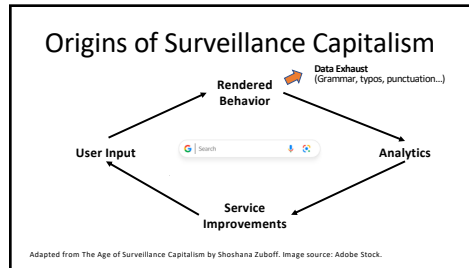 Origins of Surveillance Capitalism
Data Exhaust
(Grammar, typos, punctuation...)
Rendered
Behavior
User Input
G Search
Analytics
Service
Improvements
Adapted from The Age of Surveillance Capitalism by Shoshana Zuboff. Image source: Adobe Stock.